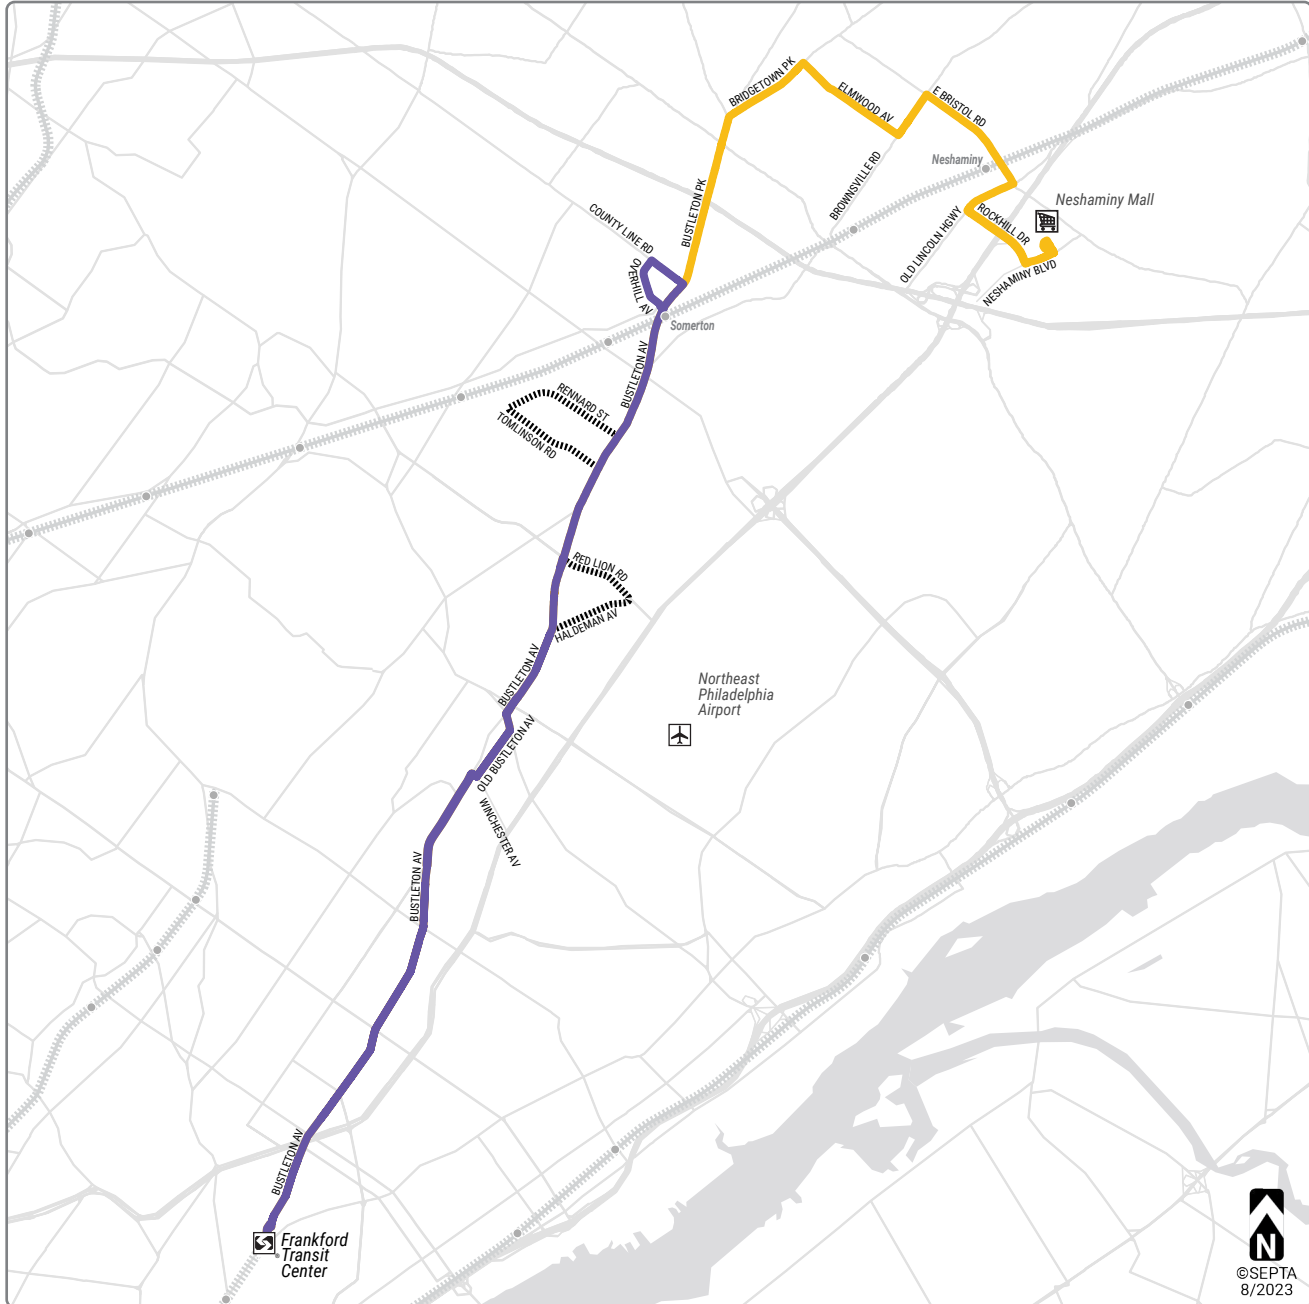 BRIDGETOWN PK
ELMWOOD AV
E BRISTOL RD
Neshaminy
BROWNSVILLE RD
Neshaminy Mall
BUSTLETON PK
COUNTY LINE RD
OLD LINCOLN HGWY
ROCKHILL DR
NESHAMINY BLVD
OVERHILL AV
Somerton
BUSTLETON AV
RENNARD ST
TOMLINSON RD
RED LION RD
HALDEMAN AV
BUSTLETON AV
Northeast
Philadelphia
Airport
OLD BUSTLETON AV
WINCHESTER AV
BUSTLETON AV
BUSTLETON AV
Frankford
Transit
Center
N
©SEPTA
8/2023